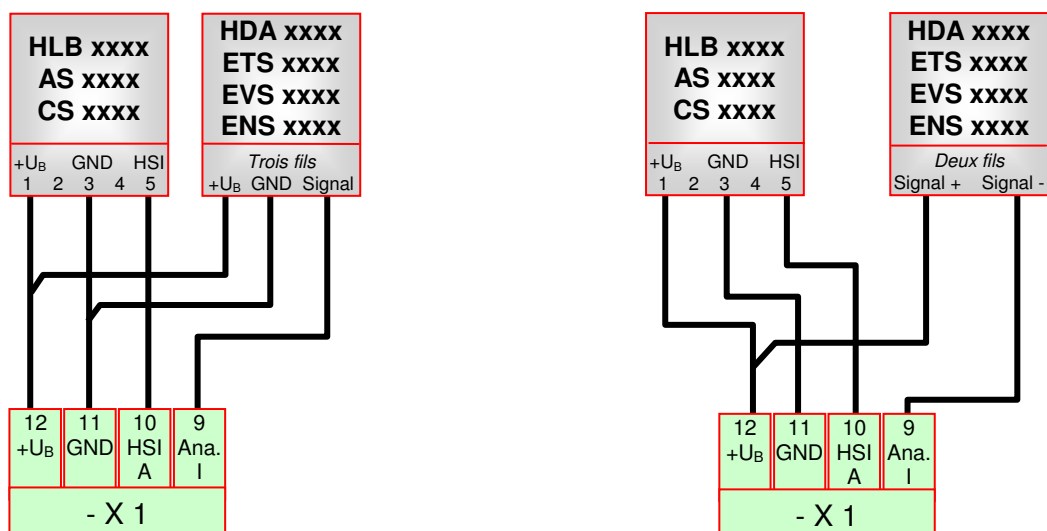 HLB xxxx
AS xxxx
CS xxxx
+UB GND HSI
1 2 3 4 5
HDA xxxx
ETS xxxx
EVS xxxx
ENS xxxx
Trois fils
+UB GND Signal
12 11 10 9
+UB GND HSI Ana.
A I
- X 1
HLB xxxx
AS xxxx
CS xxxx
+UB GND HSI
1 2 3 4 5
HDA xxxx
ETS xxxx
EVS xxxx
ENS xxxx
Deux fils
Signal + Signal -
12 11 10 9
+UB GND HSI Ana.
A I
- X 1